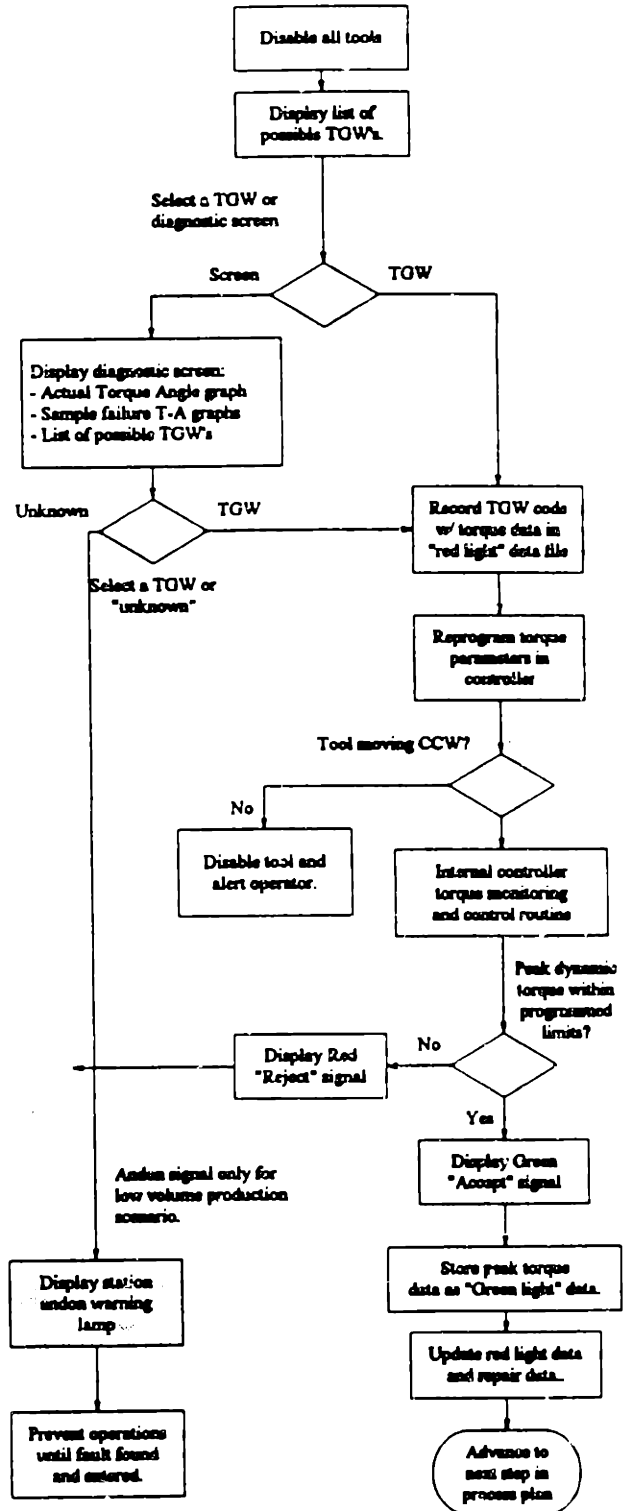 Disable all tools
Display list of
possible TGW's.
Select a TGW or
diagnostic screen
Screen
TGW
Display diagnostic screen:
- Actual Torque Angle graph
- Sample failure T-A graphs
- List of possible TGW's
Unknown
TGW
Select a TGW or
"unknown"
Record TGW code
w/ torque data in
"red light" data file
Reprogram torque
parameters in
controller
Tool moving CCW?
No
Disable tool and
alert operator.
Internal controller
torque monitoring
and control routine
Peak dynamic
torque within
programmed
limits?
No
Display Red
"Reject" signal
Yes
Display Green
"Accept" signal
Andon signal only for
low volume production
scenario.
Store peak torque
data as "Green light" data.
Display station
andon warning
lamp
Update red light data
and repair data.
Prevent operations
until fault found
and entered.
Advance to
next step in
process plan